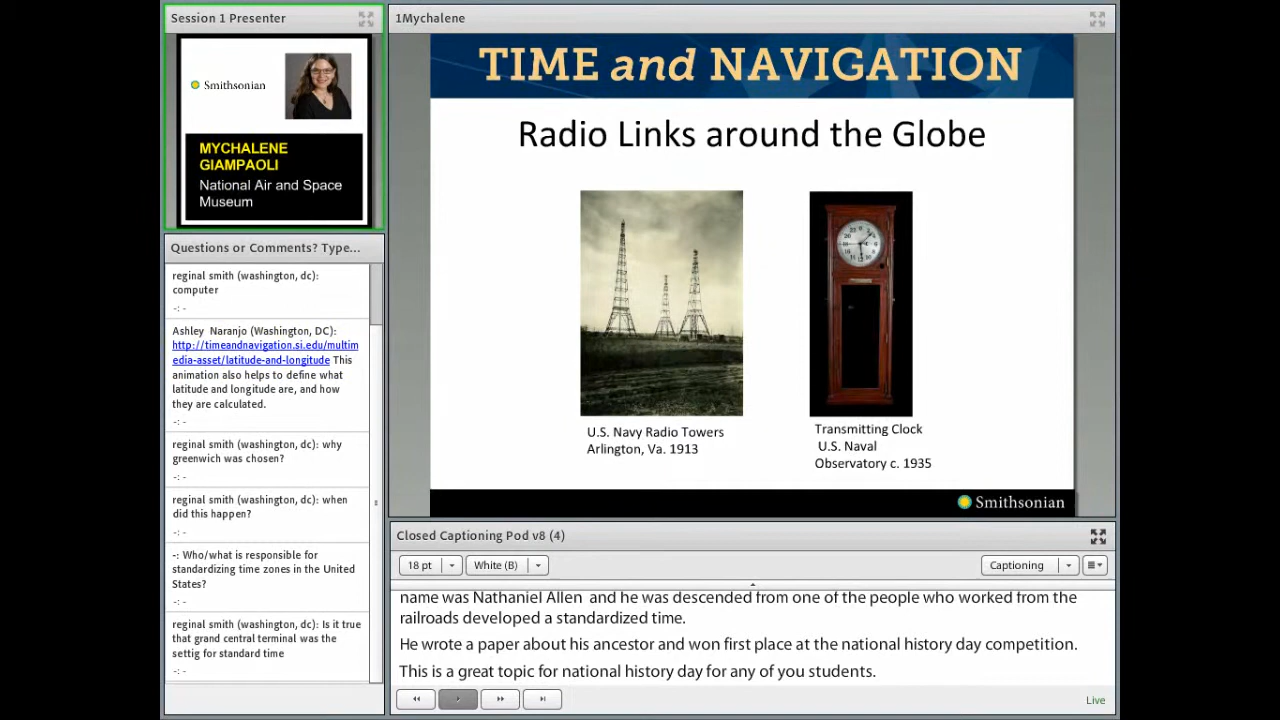 Session 1 Presenter
Smithsonian
MYCHALENE
GIAMPAOLI
National Air and Space
Museum
Questions or Comments? Type...
reginal smith (washington, dc):
computer
-: -
Ashley Naranjo (Washington, DC):
http://timeandnavigation.si.edu/multim
edia-asset/latitude-and-longitude This
animation also helps to define what
latitude and longitude are, and how
they are calculated.
-: -
reginal smith (washington, dc): why
greenwich was chosen?
-: -
reginal smith (washington, dc): when
did this happen?
-: -
-: Who/what is responsible for
standardizing time zones in the United
States?
-: -
reginal smith (washington, dc): Is it true
that grand central terminal was the
settig for standard time
-: -
1Mychalene
TIME and NAVIGATION
Radio Links around the Globe
U.S. Navy Radio Towers
Arlington, Va. 1913
Transmitting Clock
U.S. Naval
Observatory c. 1935
Smithsonian
Closed Captioning Pod v8 (4)
18 pt
White (B)
Captioning
name was Nathaniel Allen and he was descended from one of the people who worked from the
railroads developed a standardized time.
He wrote a paper about his ancestor and won first place at the national history day competition.
This is a great topic for national history day for any of you students.
Live